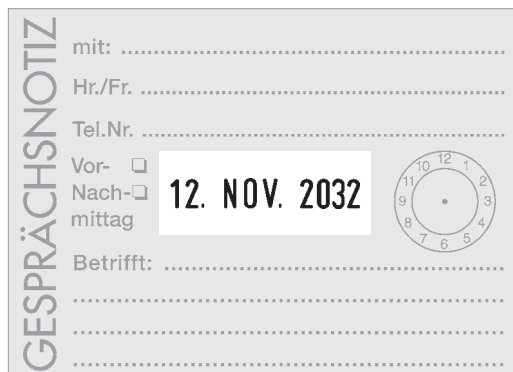 GESPRÄCHSNOTIZ
mit: ........................................................
Hr./Fr. ....................................................
Tel.Nr. ....................................................
Vor- ❑
Nach-❑
mittag
12. NOV. 2032
12 1 2 3 4 5 6 7 8 9 10 11
Betrifft: ..................................................